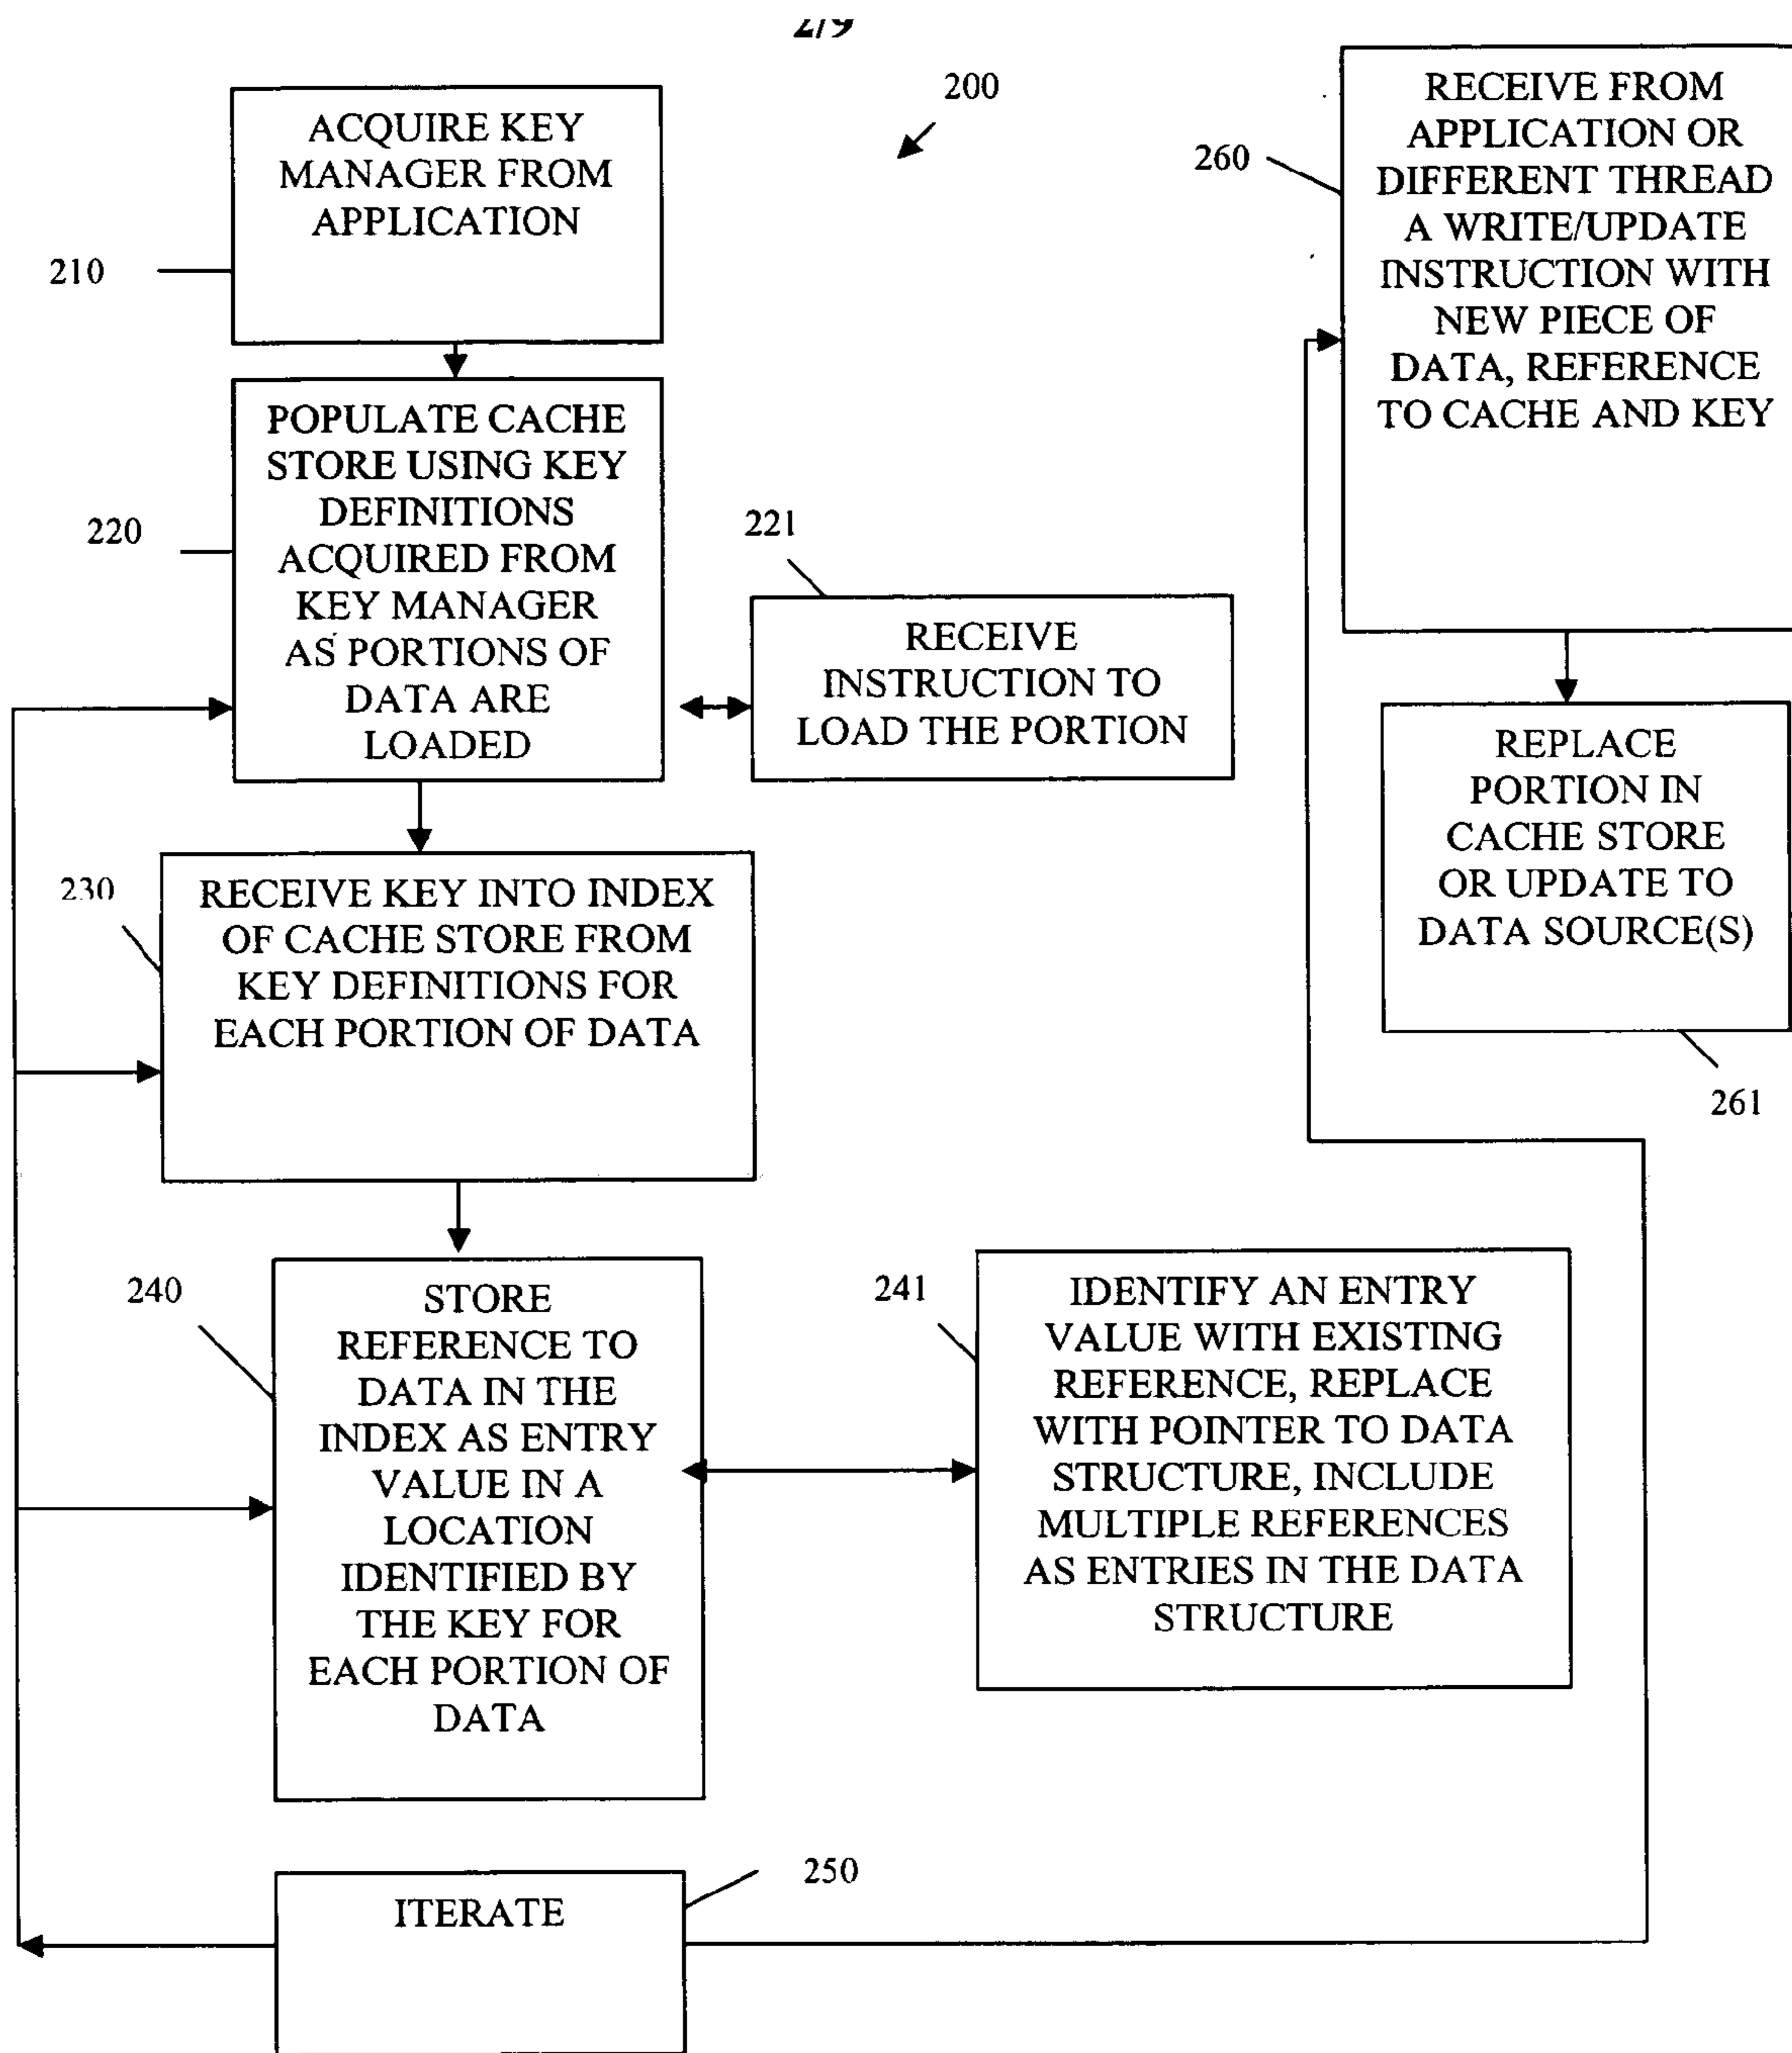 2/9
200
ACQUIRE KEY
MANAGER FROM
APPLICATION
210
POPULATE CACHE
STORE USING KEY
DEFINITIONS
ACQUIRED FROM
KEY MANAGER
AS PORTIONS OF
DATA ARE
LOADED
220
221
RECEIVE
INSTRUCTION TO
LOAD THE PORTION
230
RECEIVE KEY INTO INDEX
OF CACHE STORE FROM
KEY DEFINITIONS FOR
EACH PORTION OF DATA
240
STORE
REFERENCE TO
DATA IN THE
INDEX AS ENTRY
VALUE IN A
LOCATION
IDENTIFIED BY
THE KEY FOR
EACH PORTION OF
DATA
241
IDENTIFY AN ENTRY
VALUE WITH EXISTING
REFERENCE, REPLACE
WITH POINTER TO DATA
STRUCTURE, INCLUDE
MULTIPLE REFERENCES
AS ENTRIES IN THE DATA
STRUCTURE
250
ITERATE
260
RECEIVE FROM
APPLICATION OR
DIFFERENT THREAD
A WRITE/UPDATE
INSTRUCTION WITH
NEW PIECE OF
DATA, REFERENCE
TO CACHE AND KEY
REPLACE
PORTION IN
CACHE STORE
OR UPDATE TO
DATA SOURCE(S)
261